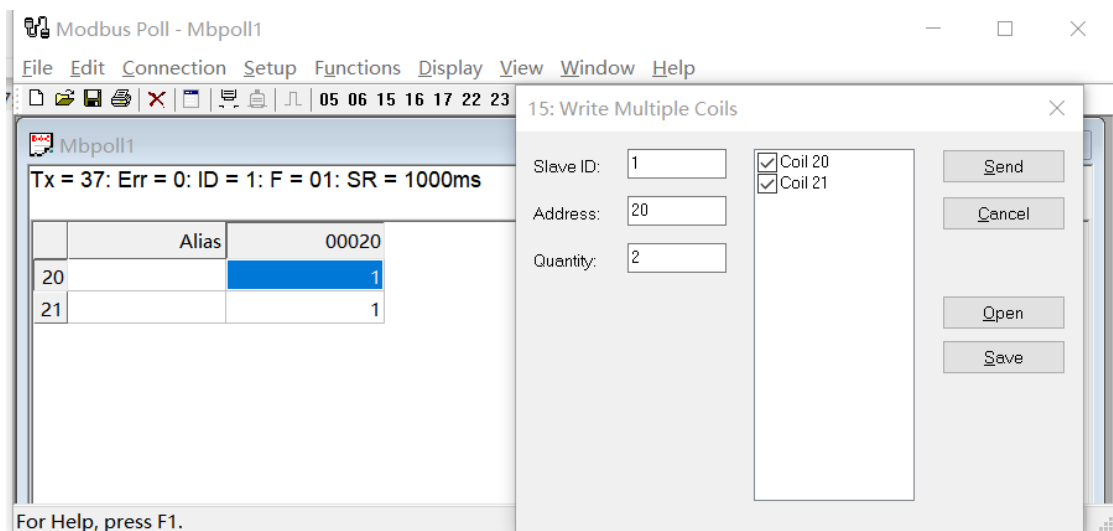 Modbus Poll - Mbpoll1
File Edit Connection Setup Functions Display View Window Help
05 06 15 16 17 22 23
Mbpoll1
Tx = 37: Err = 0: ID = 1: F = 01: SR = 1000ms
Alias 00020
20 1
21 1
For Help, press F1.
15: Write Multiple Coils
Slave ID: 1
Address: 20
Quantity: 2
Coil 20
Coil 21
Send
Cancel
Open
Save